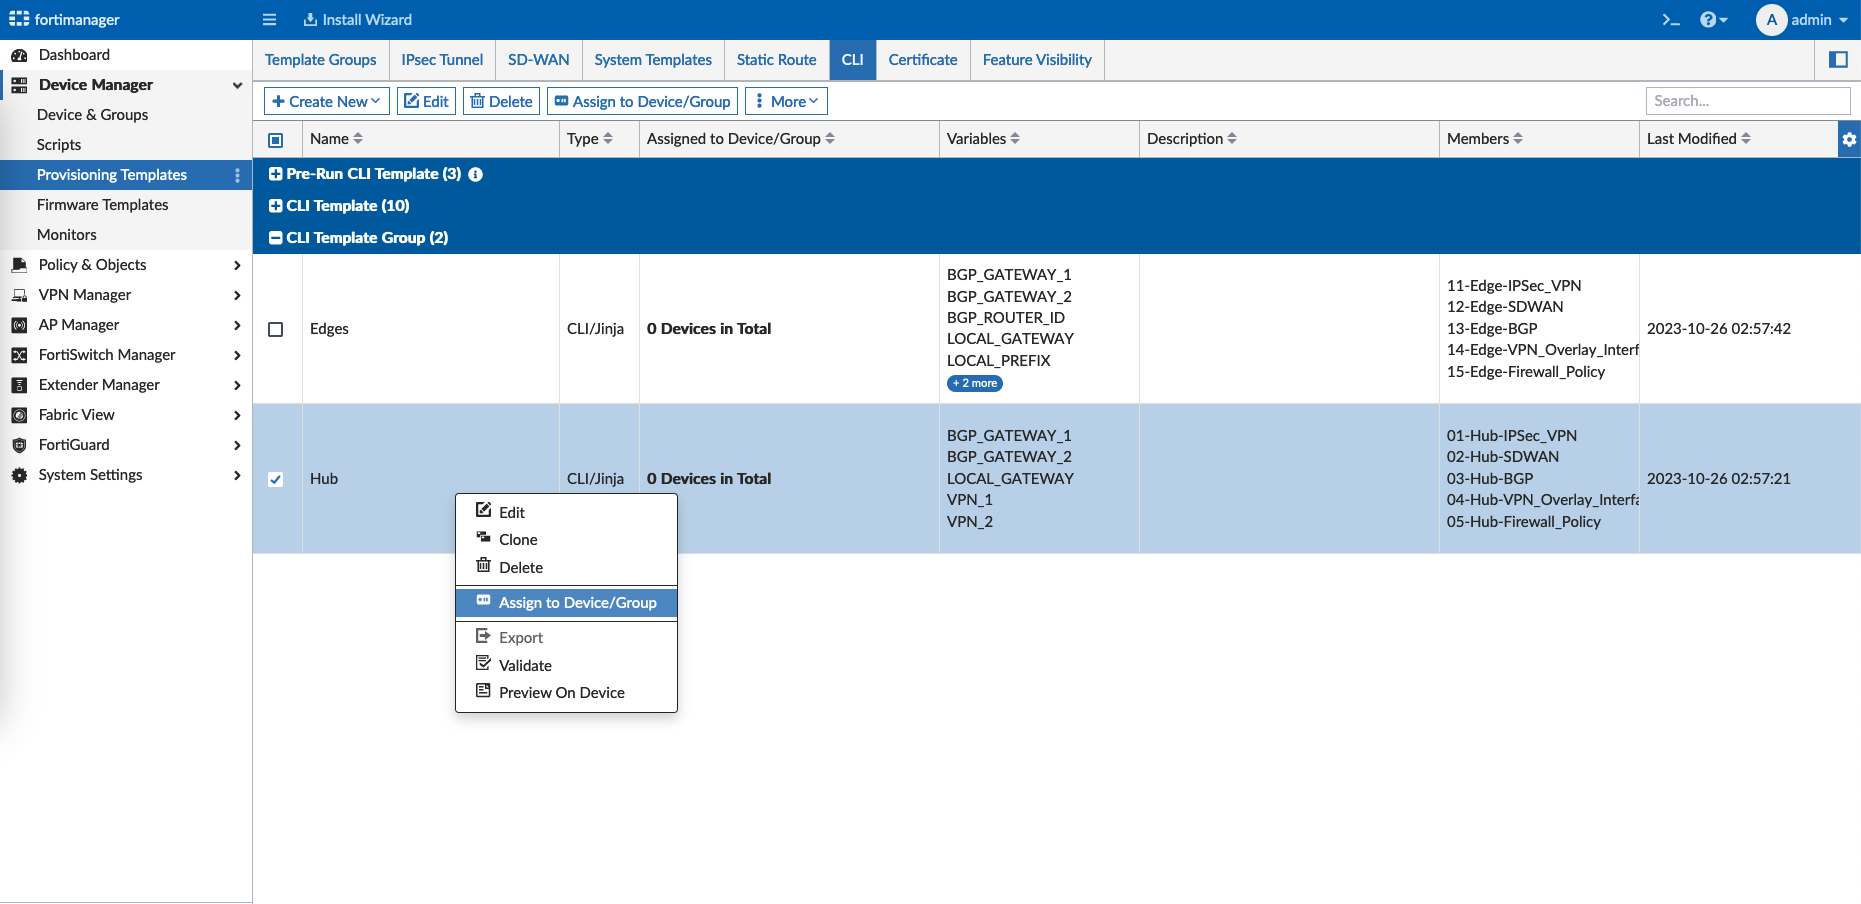 fortimanager
Install Wizard
>_
?
A admin
Dashboard
Device Manager
Device & Groups
Scripts
Provisioning Templates
Firmware Templates
Monitors
Policy & Objects
VPN Manager
AP Manager
FortiSwitch Manager
Extender Manager
Fabric View
FortiGuard
System Settings
Template Groups IPsec Tunnel SD-WAN System Templates Static Route CLI Certificate Feature Visibility
+ Create New Edit Delete Assign to Device/Group More Search...
Name Type Assigned to Device/Group Variables Description Members Last Modified
Pre-Run CLI Template (3)
CLI Template (10)
CLI Template Group (2)
Edges CLI/Jinja 0 Devices in Total
BGP_GATEWAY_1
BGP_GATEWAY_2
BGP_ROUTER_ID
LOCAL_GATEWAY
LOCAL_PREFIX
+ 2 more
11-Edge-IPSec_VPN
12-Edge-SDWAN
13-Edge-BGP
14-Edge-VPN_Overlay_Interf
15-Edge-Firewall_Policy
2023-10-26 02:57:42
Hub CLI/Jinja 0 Devices in Total
BGP_GATEWAY_1
BGP_GATEWAY_2
LOCAL_GATEWAY
VPN_1
VPN_2
01-Hub-IPSec_VPN
02-Hub-SDWAN
03-Hub-BGP
04-Hub-VPN_Overlay_Interfa
05-Hub-Firewall_Policy
2023-10-26 02:57:21
Edit
Clone
Delete
Assign to Device/Group
Export
Validate
Preview On Device